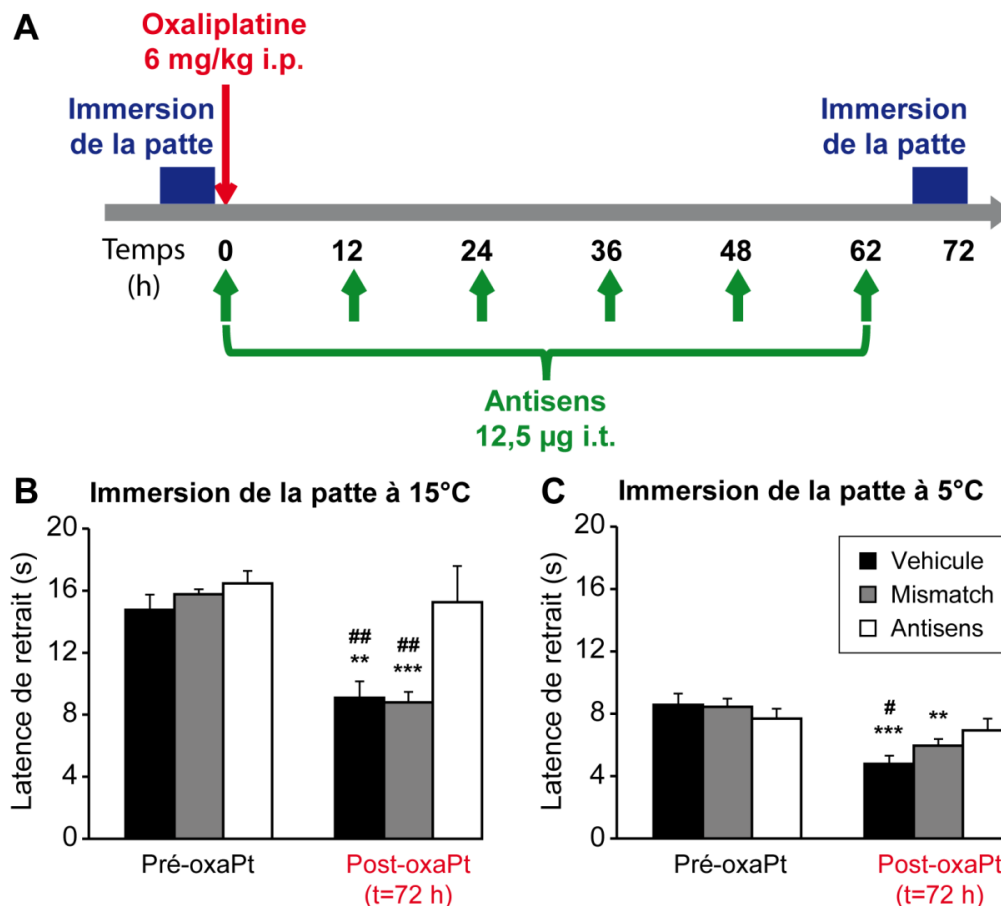 A
Oxaliplatine
6 mg/kg i.p.
Immersion
de la patte
Immersion
de la patte
Temps
(h)
0 12 24 36 48 62 72
Antisens
12,5 µg i.t.
B Immersion de la patte à 15°C
Latence de retrait (s)
20
16
12
8
4
0
##
**
##
***
Pré-oxaPt
Post-oxaPt
(t=72 h)
C Immersion de la patte à 5°C
Latence de retrait (s)
20
16
12
8
4
0
Vehicule
Mismatch
Antisens
#
***
**
Pré-oxaPt
Post-oxaPt
(t=72 h)